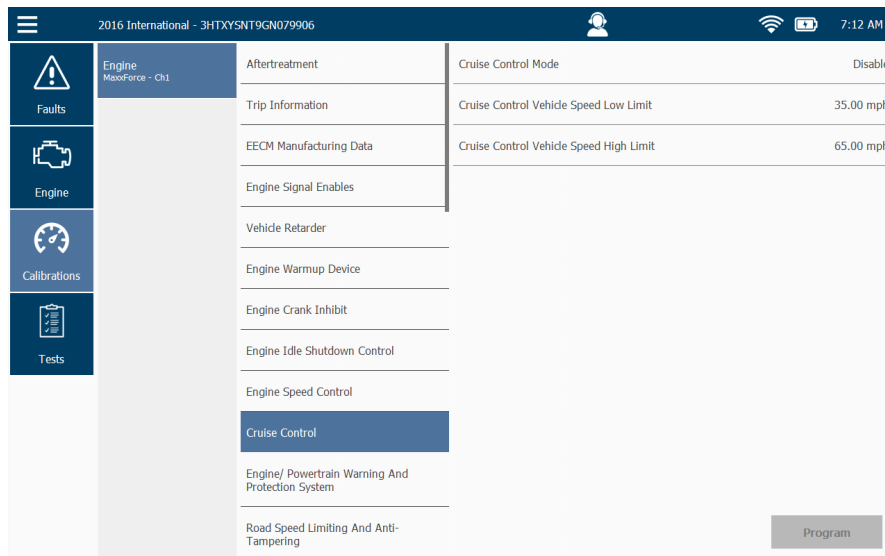 2016 International - 3HTXYSNT9GN079906
7:12 AM
Faults
Engine
Calibrations
Tests
Engine
MaxxForce - Ch1
Aftertreatment
Trip Information
EECM Manufacturing Data
Engine Signal Enables
Vehicle Retarder
Engine Warmup Device
Engine Crank Inhibit
Engine Idle Shutdown Control
Engine Speed Control
Cruise Control
Engine/ Powertrain Warning And
Protection System
Road Speed Limiting And Anti-
Tampering
Cruise Control Mode Disable
Cruise Control Vehicle Speed Low Limit 35.00 mph
Cruise Control Vehicle Speed High Limit 65.00 mph
Program